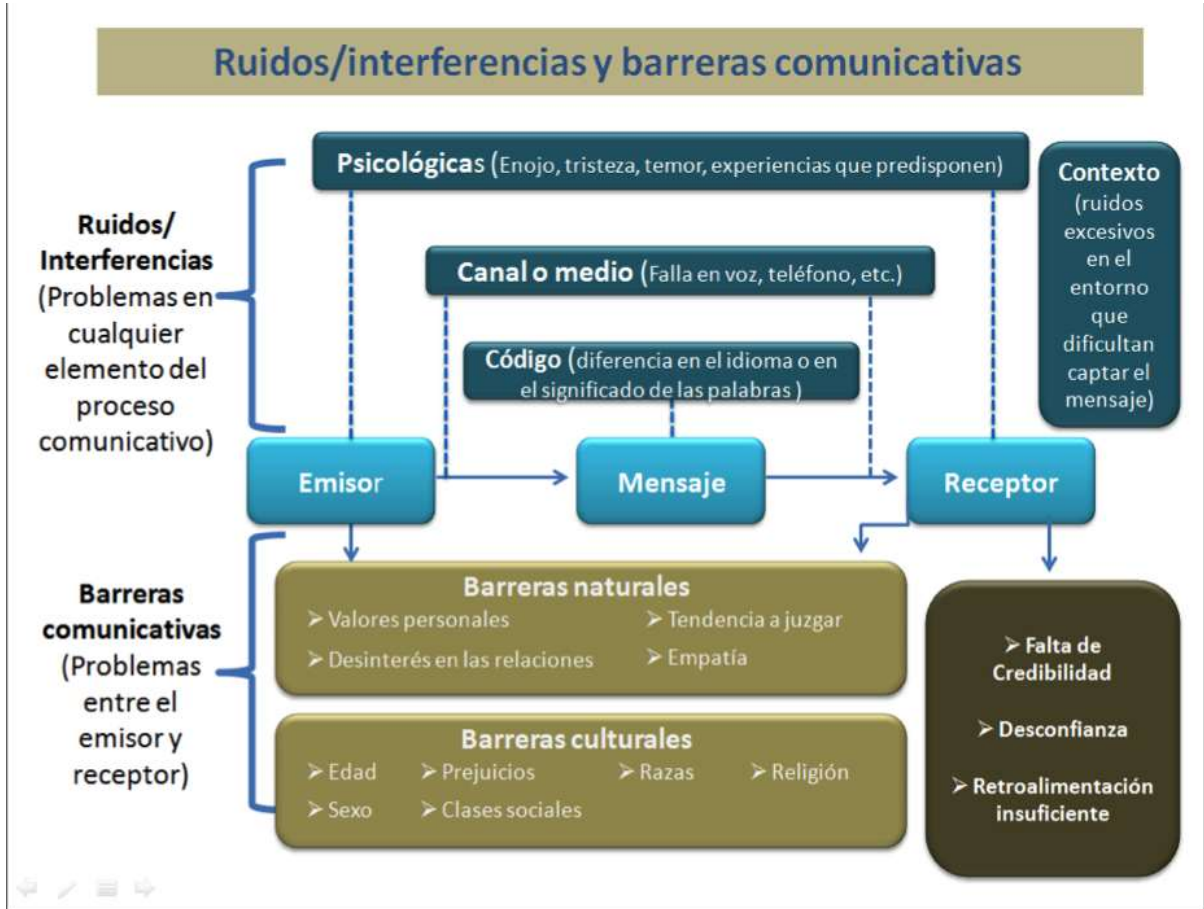 Ruidos/interferencias y barreras comunicativas
Psicológicas (Enojo, tristeza, temor, experiencias que predisponen)
Contexto
(ruidos
excesivos
en el
entorno
que
dificultan
captar el
mensaje)
Ruidos/
Interferencias
(Problemas en
cualquier
elemento del
proceso
comunicativo)
Canal o medio (Falla en voz, teléfono, etc.)
Código (diferencia en el idioma o en
el significado de las palabras )
Emisor
Mensaje
Receptor
Barreras
comunicativas
(Problemas
entre el
emisor y
receptor)
Barreras naturales
➢ Valores personales
➢ Tendencia a juzgar
➢ Desinterés en las relaciones
➢ Empatía
Barreras culturales
➢ Edad
➢ Prejuicios
➢ Razas
➢ Religión
➢ Sexo
➢ Clases sociales
➢ Falta de
Credibilidad
➢ Desconfianza
➢ Retroalimentación
insuficiente